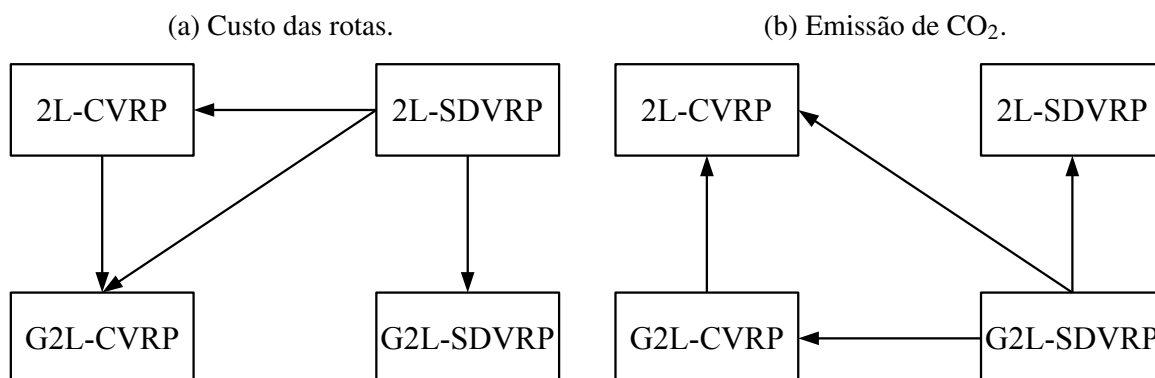 (a) Custo das rotas.
(b) Emissão de CO₂.
2L-CVRP
2L-SDVRP
2L-CVRP
2L-SDVRP
G2L-CVRP
G2L-SDVRP
G2L-CVRP
G2L-SDVRP